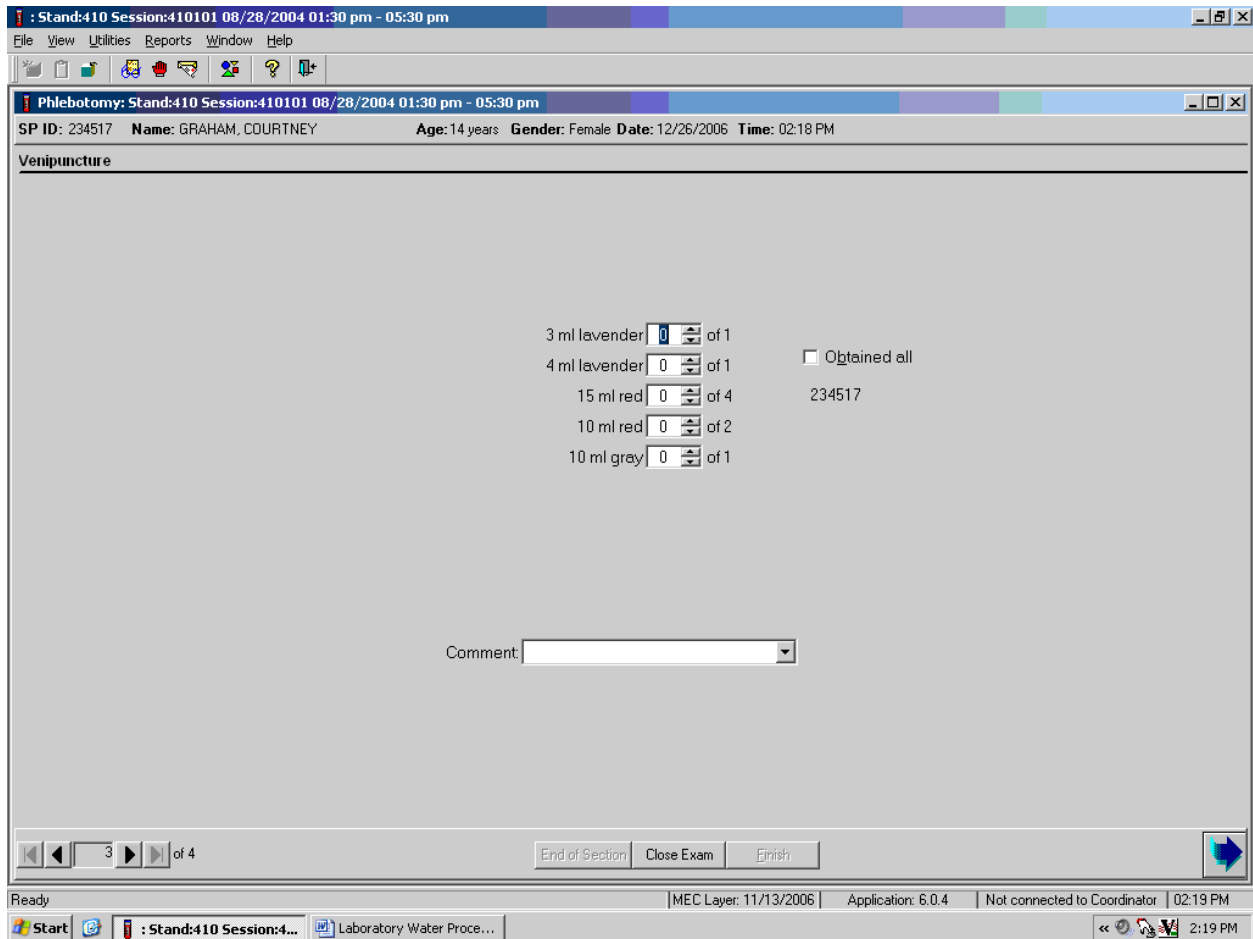 : Stand:410 Session:410101 08/28/2004 01:30 pm - 05:30 pm
File View Utilities Reports Window Help
Phlebotomy: Stand:410 Session:410101 08/28/2004 01:30 pm - 05:30 pm
SP ID: 234517 Name: GRAHAM, COURTNEY Age: 14 years Gender: Female Date: 12/26/2006 Time: 02:18 PM
Venipuncture
3 ml lavender 0 of 1
4 ml lavender 0 of 1
Obtained all
15 ml red 0 of 4
234517
10 ml red 0 of 2
10 ml gray 0 of 1
Comment:
3 of 4
End of Section Close Exam Finish
Ready MEC Layer: 11/13/2006 Application: 6.0.4 Not connected to Coordinator 02:19 PM
Start : Stand:410 Session:4... Laboratory Water Proce... « 2:19 PM